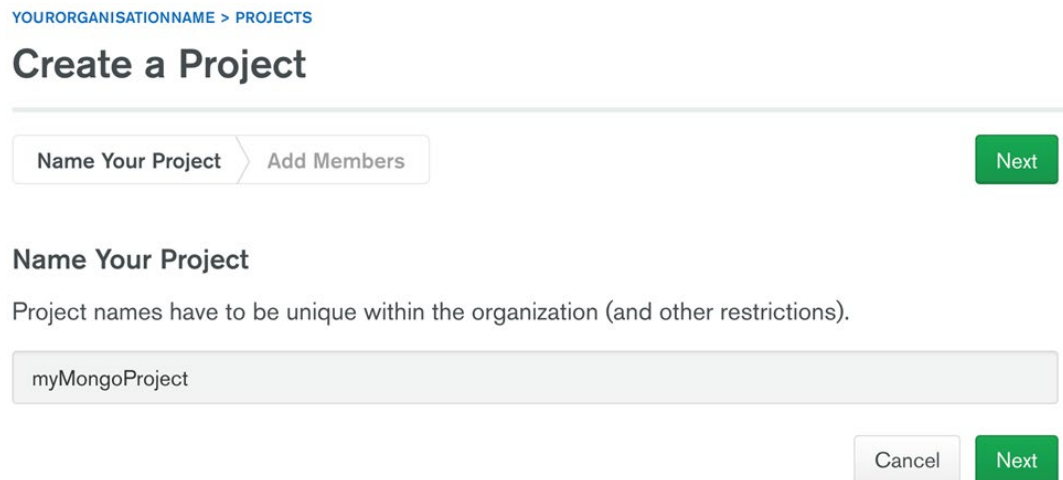 YOURORGANISATIONNAME > PROJECTS
Create a Project
Name Your Project Add Members Next
Name Your Project
Project names have to be unique within the organization (and other restrictions).
myMongoProject
Cancel Next